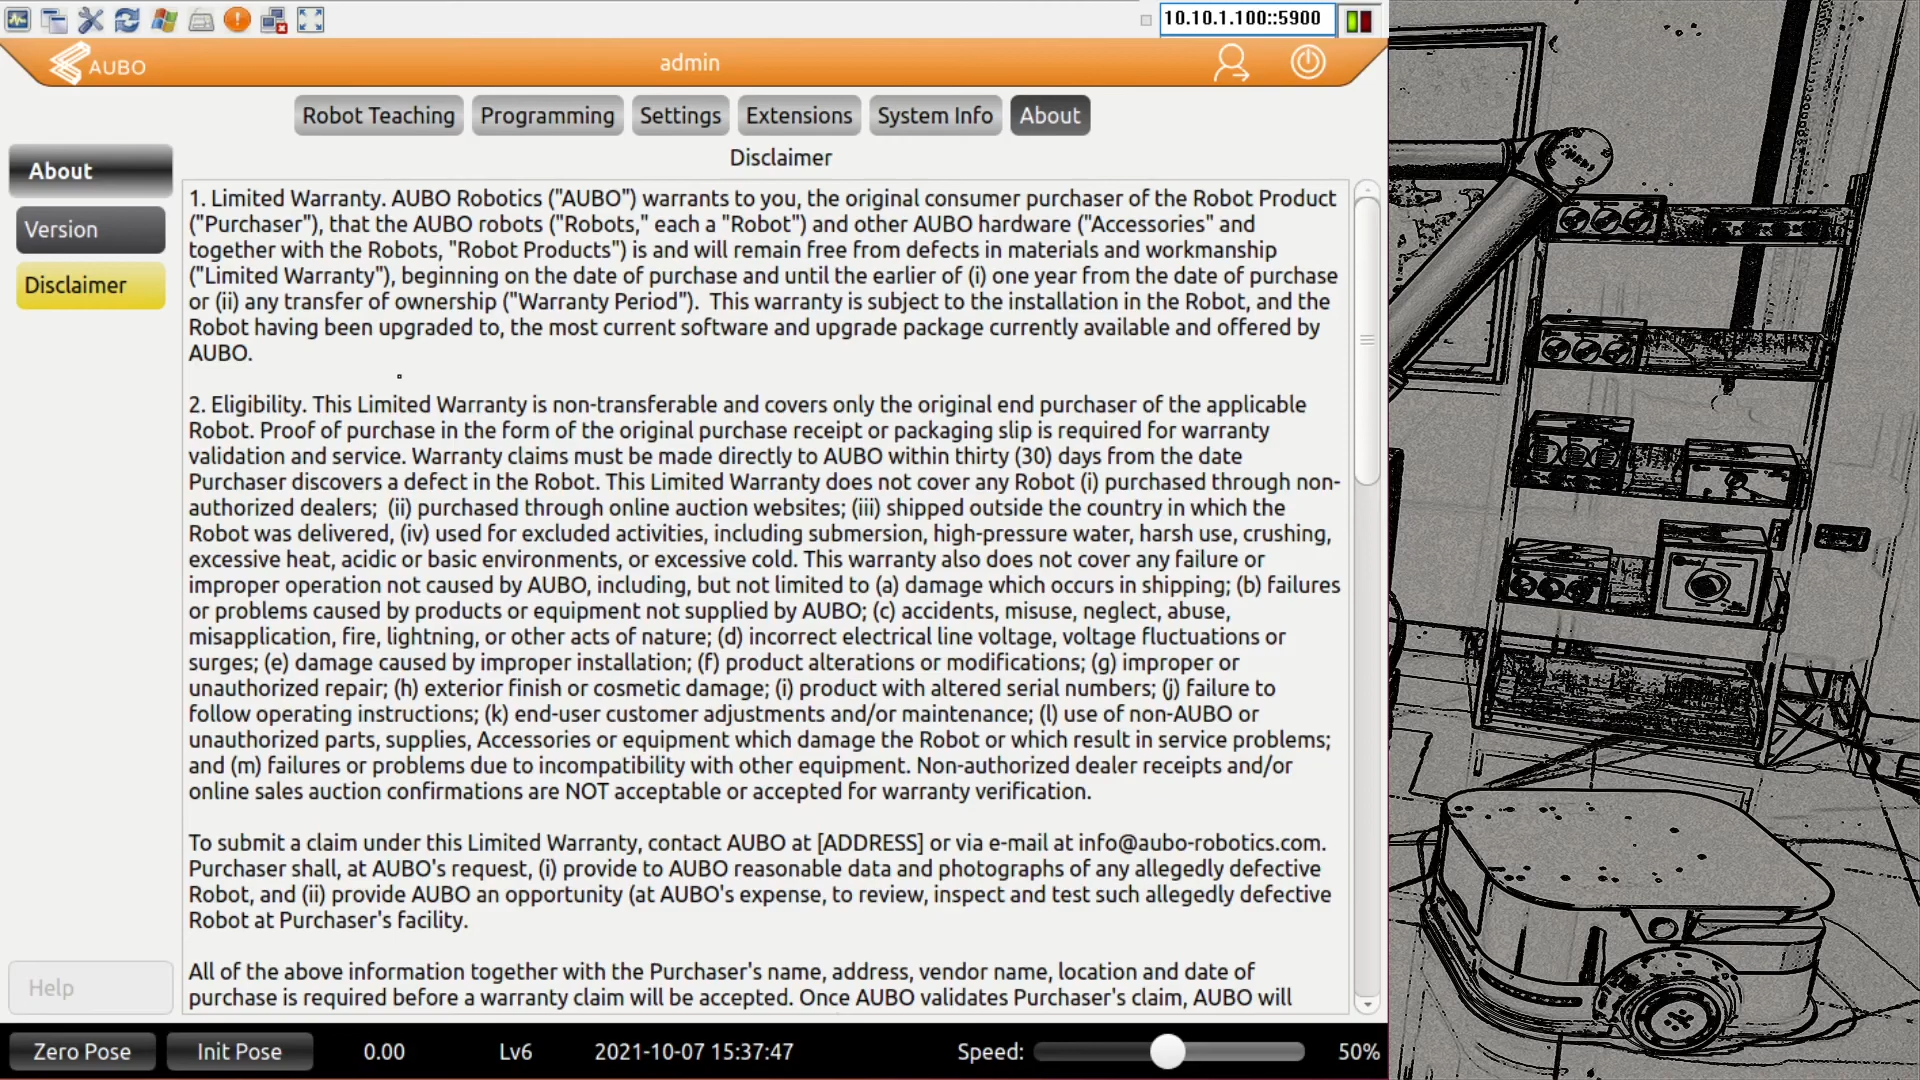 10.10.1.100::5900
AUBO
admin
Robot Teaching
Programming
Settings
Extensions
System Info
About
About
Version
Disclaimer
Disclaimer
1. Limited Warranty. AUBO Robotics ("AUBO") warrants to you, the original consumer purchaser of the Robot Product
("Purchaser"), that the AUBO robots ("Robots," each a "Robot") and other AUBO hardware ("Accessories" and
together with the Robots, "Robot Products") is and will remain free from defects in materials and workmanship
("Limited Warranty"), beginning on the date of purchase and until the earlier of (i) one year from the date of purchase
or (ii) any transfer of ownership ("Warranty Period"). This warranty is subject to the installation in the Robot, and the
Robot having been upgraded to, the most current software and upgrade package currently available and offered by
AUBO.
2. Eligibility. This Limited Warranty is non-transferable and covers only the original end purchaser of the applicable
Robot. Proof of purchase in the form of the original purchase receipt or packaging slip is required for warranty
validation and service. Warranty claims must be made directly to AUBO within thirty (30) days from the date
Purchaser discovers a defect in the Robot. This Limited Warranty does not cover any Robot (i) purchased through non-
authorized dealers; (ii) purchased through online auction websites; (iii) shipped outside the country in which the
Robot was delivered, (iv) used for excluded activities, including submersion, high-pressure water, harsh use, crushing,
excessive heat, acidic or basic environments, or excessive cold. This warranty also does not cover any failure or
improper operation not caused by AUBO, including, but not limited to (a) damage which occurs in shipping; (b) failures
or problems caused by products or equipment not supplied by AUBO; (c) accidents, misuse, neglect, abuse,
misapplication, fire, lightning, or other acts of nature; (d) incorrect electrical line voltage, voltage fluctuations or
surges; (e) damage caused by improper installation; (f) product alterations or modifications; (g) improper or
unauthorized repair; (h) exterior finish or cosmetic damage; (i) product with altered serial numbers; (j) failure to
follow operating instructions; (k) end-user customer adjustments and/or maintenance; (l) use of non-AUBO or
unauthorized parts, supplies, Accessories or equipment which damage the Robot or which result in service problems;
and (m) failures or problems due to incompatibility with other equipment. Non-authorized dealer receipts and/or
online sales auction confirmations are NOT acceptable or accepted for warranty verification.
To submit a claim under this Limited Warranty, contact AUBO at [ADDRESS] or via e-mail at info@aubo-robotics.com.
Purchaser shall, at AUBO's request, (i) provide to AUBO reasonable data and photographs of any allegedly defective
Robot, and (ii) provide AUBO an opportunity (at AUBO's expense, to review, inspect and test such allegedly defective
Robot at Purchaser's facility.
All of the above information together with the Purchaser's name, address, vendor name, location and date of
purchase is required before a warranty claim will be accepted. Once AUBO validates Purchaser's claim, AUBO will
Help
Zero Pose
Init Pose
0.00
Lv6
2021-10-07 15:37:47
Speed:
50%